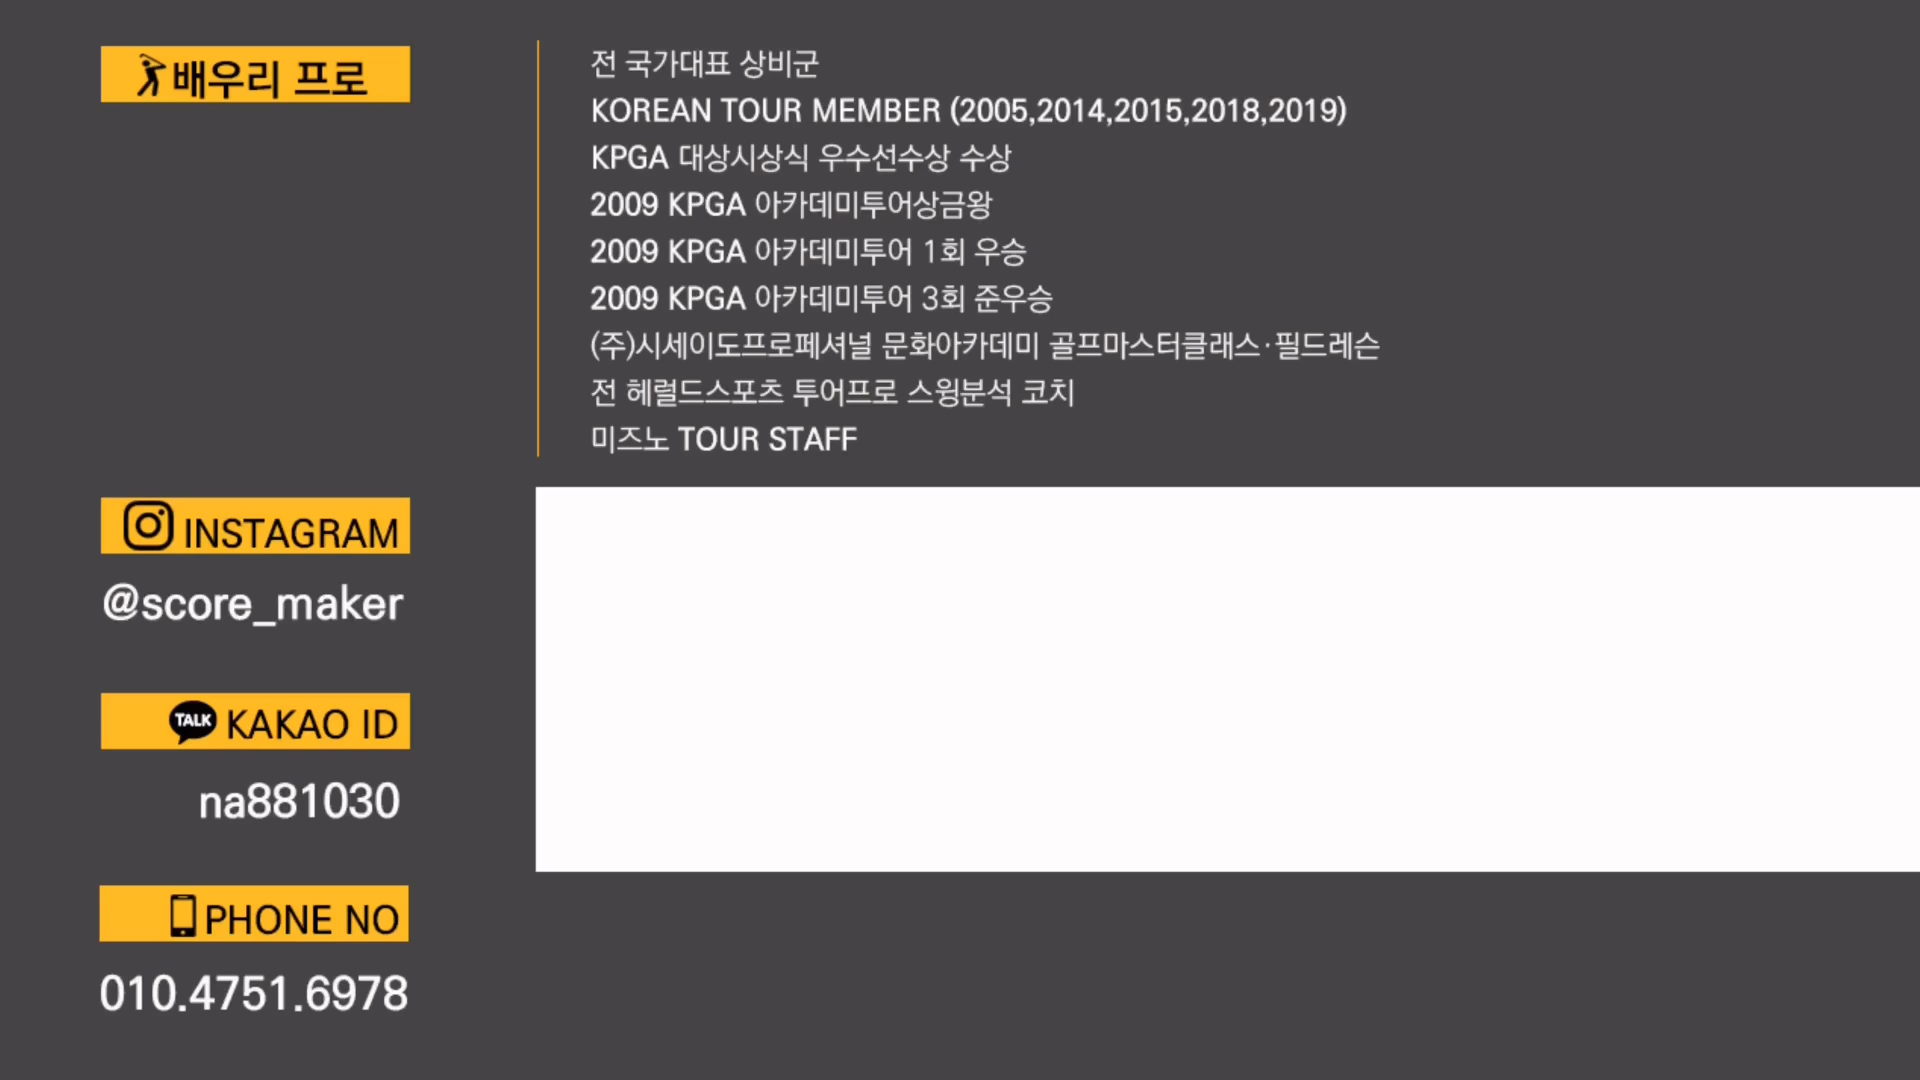 배우리 프로
전 국가대표 상비군
KOREAN TOUR MEMBER (2005,2014,2015,2018,2019)
KPGA 대상시상식 우수선수상 수상
2009 KPGA 아카데미투어상금왕
2009 KPGA 아카데미투어 1회 우승
2009 KPGA 아카데미투어 3회 준우승
(주)시세이도프로페셔널 문화아카데미 골프마스터클래스·필드레슨
전 헤럴드스포츠 투어프로 스윙분석 코치
미즈노 TOUR STAFF
INSTAGRAM
@score_maker
TALK KAKAO ID
na881030
PHONE NO
010.4751.6978